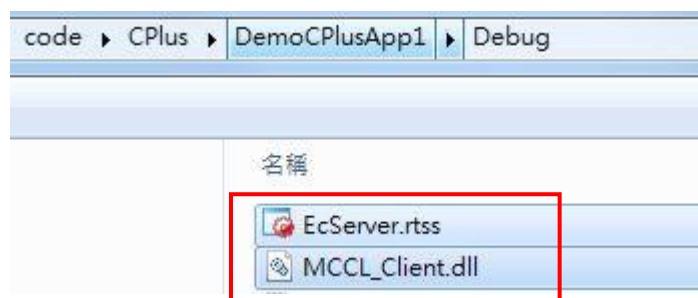 code ▸ CPlus ▸ DemoCPlusApp1 ▸ Debug
名稱
EcServer.rtss
MCCL_Client.dll